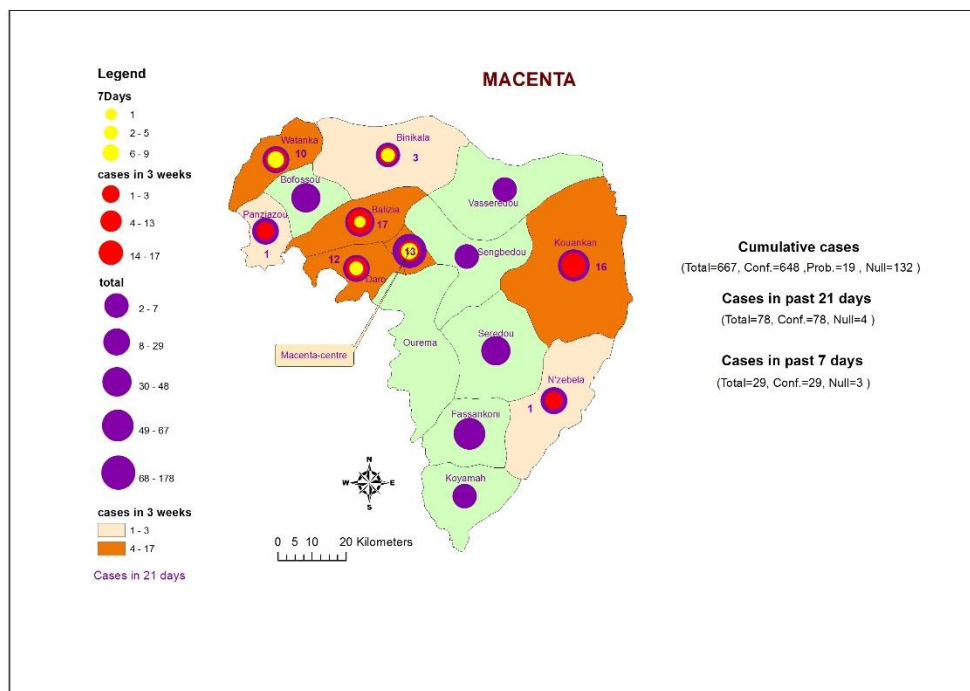 MACENTA
Legend
7Days
1
2 - 5
6 - 9
cases in 3 weeks
1 - 3
4 - 13
14 - 17
total
2 - 7
8 - 29
30 - 48
49 - 67
68 - 178
cases in 3 weeks
1 - 3
4 - 17
Cases in 21 days
Watanka
10
Binikala
3
Bofossou
Vasseredou
Panziazou
1
Balizia
17
13
Sengbedou
Kouankan
16
12
Daro
Macenta-centre
Ourema
Seredou
N'zebela
1
Fassankoni
Koyamah
N
W
E
S
0 5 10 20 Kilometers
Cumulative cases
(Total=667, Conf.=648 ,Prob.=19 , Null=132 )
Cases in past 21 days
(Total=78, Conf.=78, Null=4 )
Cases in past 7 days
(Total=29, Conf.=29, Null=3 )